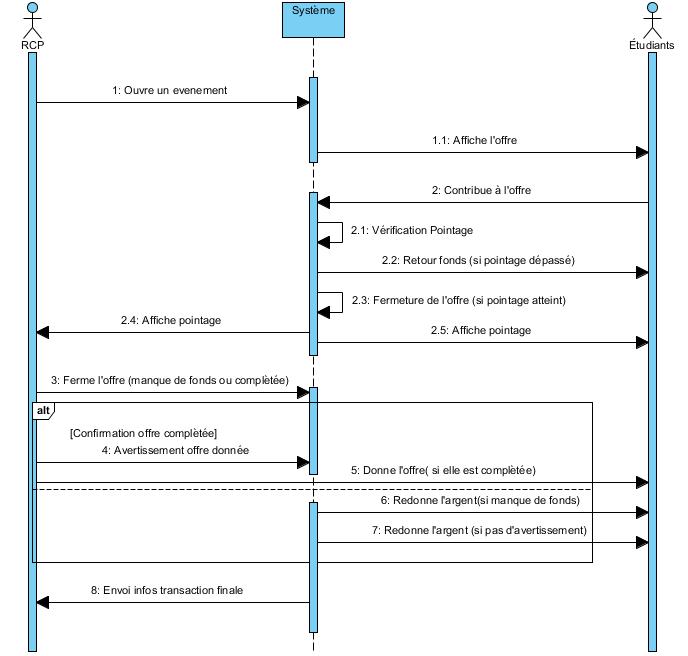 Système
RCP
Étudiants
1: Ouvre un evenement
1.1: Affiche l'offre
2: Contribue à l'offre
2.1: Vérification Pointage
2.2: Retour fonds (si pointage dépassé)
2.3: Fermeture de l'offre (si pointage atteint)
2.4: Affiche pointage
2.5: Affiche pointage
3: Ferme l'offre (manque de fonds ou complètée)
alt
[Confirmation offre complètée]
4: Avertissement offre donnée
5: Donne l'offre( si elle est complètée)
6: Redonne l'argent(si manque de fonds)
7: Redonne l'argent (si pas d'avertissement)
8: Envoi infos transaction finale